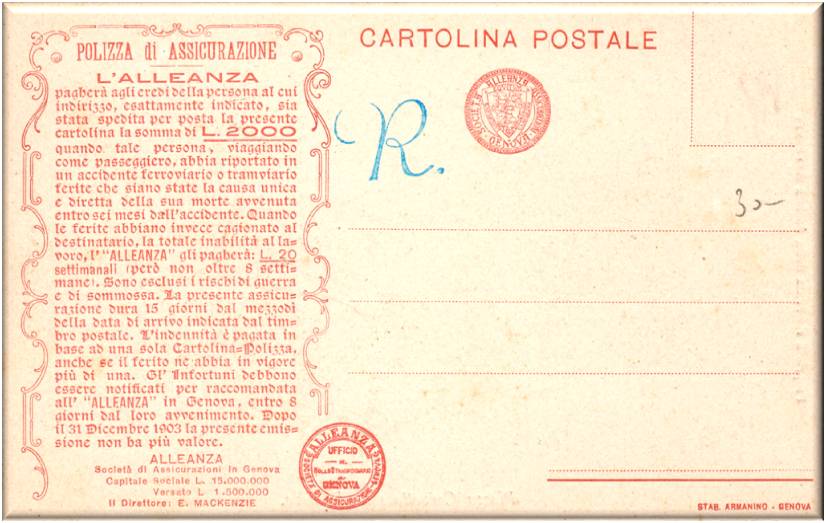 POLIZZA di ASSICURAZIONE
L'ALLEANZA
pagherà agli eredi della persona al cui
indirizzo, esattamente indicato, sia
stata spedita per posta la presente
cartolina la somma di L. 2000
quando tale persona, viaggiando
come passeggiero, abbia riportato in
un accidente ferroviario o tramviario
ferite che siano state la causa unica
e diretta della sua morte avvenuta
entro sei mesi dall'accidente. Quando
le ferite abbiano invece cagionato al
destinatario, la totale inabilità al la-
voro, l'"ALLEANZA" gli pagherà: L. 20
settimanali (però non oltre 8 setti-
mane). Sono esclusi i rischi di guerra
e di sommossa. La presente assicu-
razione dura 15 giorni dal mezzodì
della data di arrivo indicata dal tim-
bro postale. L'indennità è pagata in
base ad una sola Cartolina=Polizza,
anche se il ferito ne abbia in vigore
più di una. Gl' Infortuni debbono
essere notificati per raccomandata
all' "ALLEANZA" in Genova, entro 8
giorni dal loro avvenimento. Dopo
il 31 Dicembre 1903 la presente emis-
sione non ha più valore.
ALLEANZA
Società di Assicurazioni in Genova
Capitale Sociale L. 15.000.000
Versato L. 1.500.000
Il Direttore: E. MACKENZIE
CARTOLINA POSTALE
SOCIETÀ ALLEANZA
GENOVA
R.
30-
ALLEANZA
SOCIETÀ DI ASSICURAZIONI
UFFICIO
DEL
BOLLO STRAORDINARIO
DI
GENOVA
STAB. ARMANINO - GENOVA